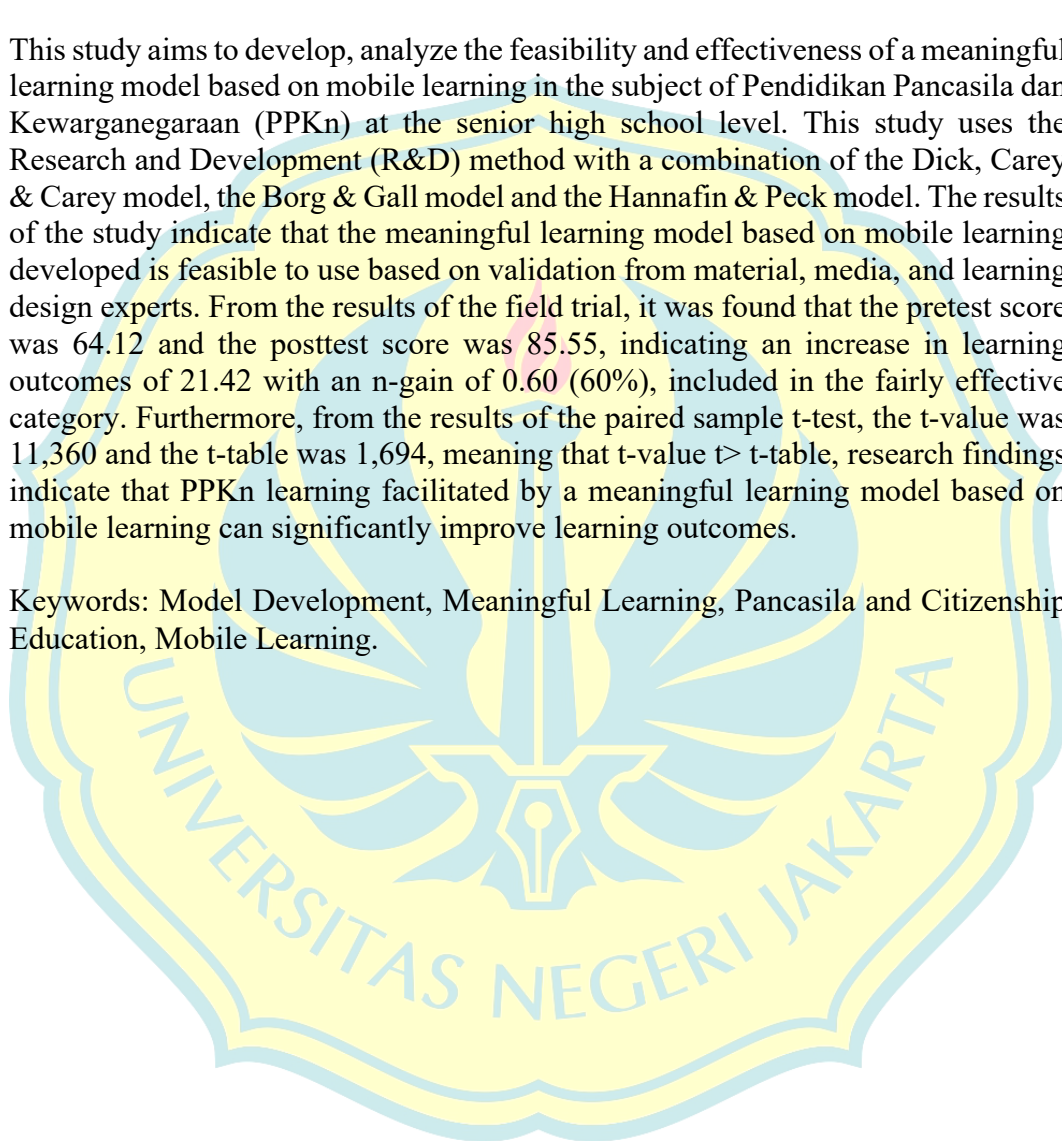 This study aims to develop, analyze the feasibility and effectiveness of a meaningful
learning model based on mobile learning in the subject of Pendidikan Pancasila dan
Kewarganegaraan (PPKn) at the senior high school level. This study uses the
Research and Development (R&D) method with a combination of the Dick, Carey
& Carey model, the Borg & Gall model and the Hannafin & Peck model. The results
of the study indicate that the meaningful learning model based on mobile learning
developed is feasible to use based on validation from material, media, and learning
design experts. From the results of the field trial, it was found that the pretest score
was 64.12 and the posttest score was 85.55, indicating an increase in learning
outcomes of 21.42 with an n-gain of 0.60 (60%), included in the fairly effective
category. Furthermore, from the results of the paired sample t-test, the t-value was
11,360 and the t-table was 1,694, meaning that t-value t> t-table, research findings
indicate that PPKn learning facilitated by a meaningful learning model based on
mobile learning can significantly improve learning outcomes.
Keywords: Model Development, Meaningful Learning, Pancasila and Citizenship
Education, Mobile Learning.
UNIVERSITAS NEGERI JAKARTA